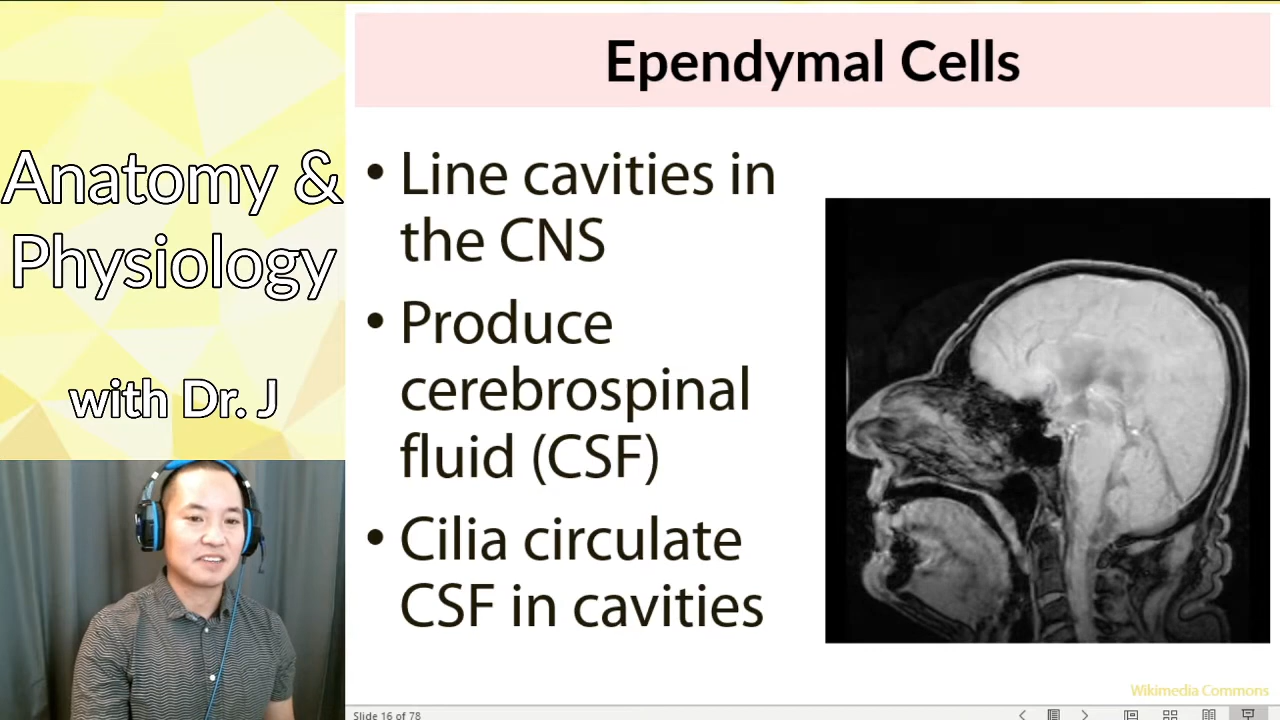 Anatomy &
Physiology
with Dr. J
Ependymal Cells
• Line cavities in
the CNS
• Produce
cerebrospinal
fluid (CSF)
• Cilia circulate
CSF in cavities
Wikimedia Commons
Slide 16 of 78